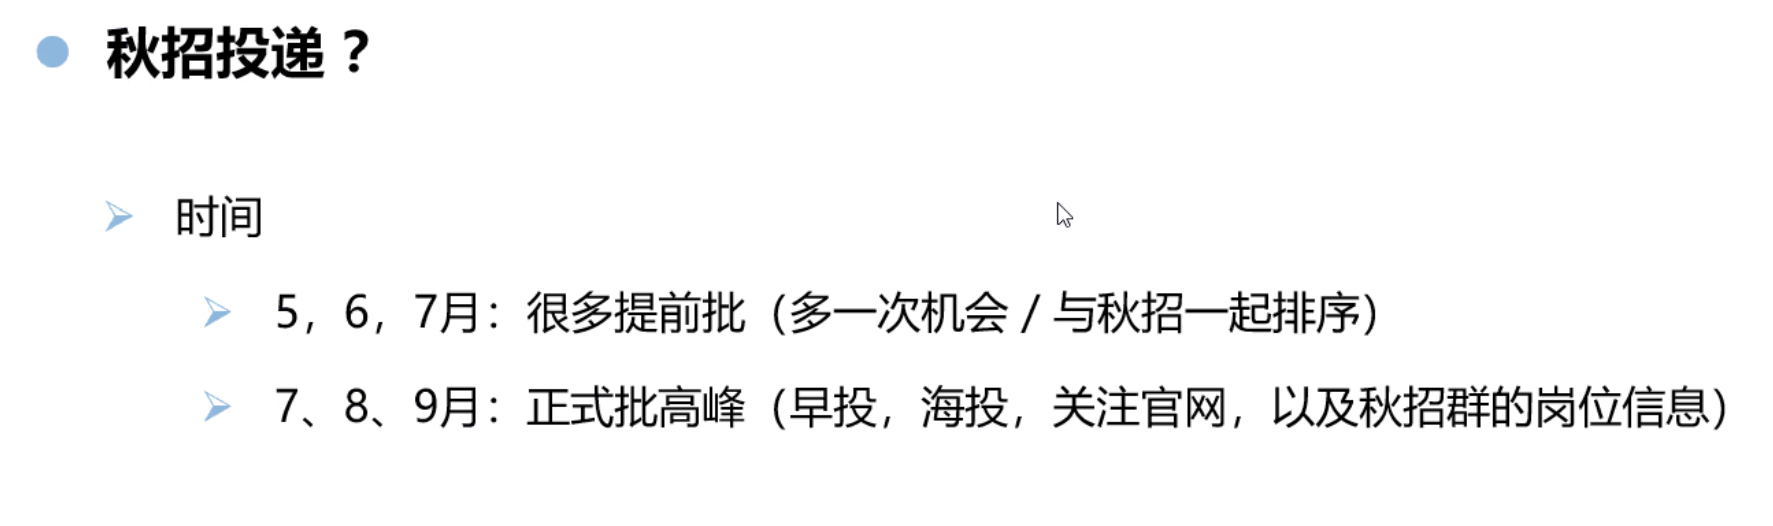 秋招投递？
时间
5，6，7月：很多提前批（多一次机会 / 与秋招一起排序）
7、8、9月：正式批高峰（早投，海投，关注官网，以及秋招群的岗位信息）